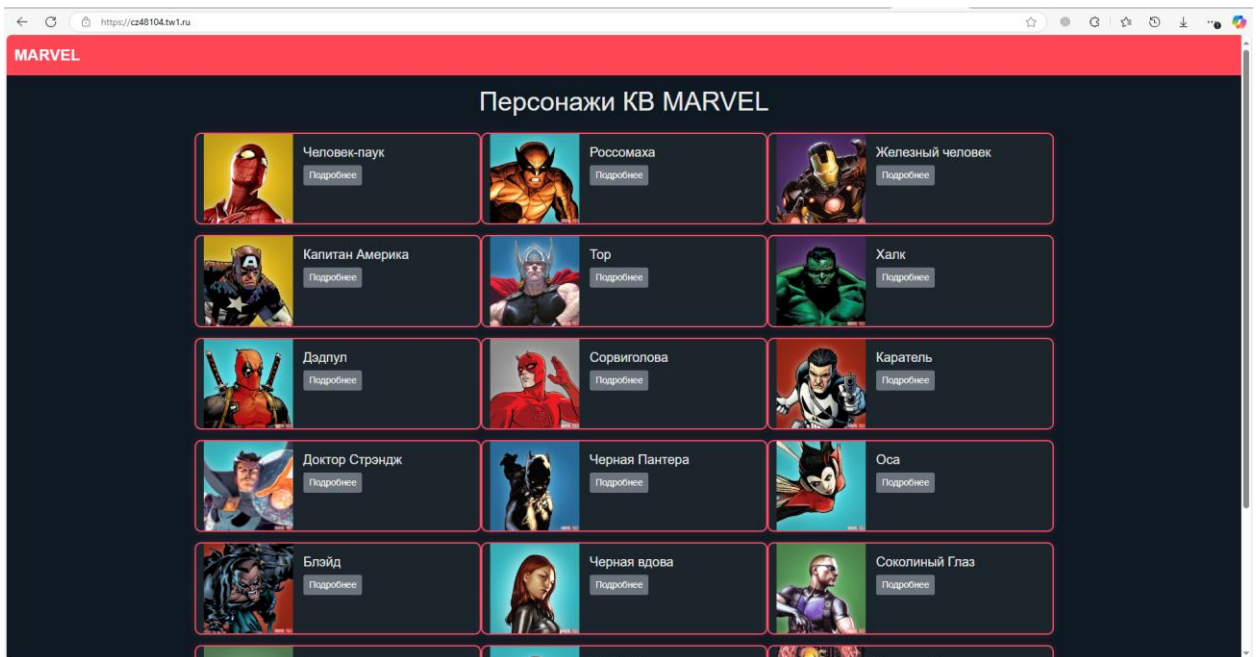 https://cz48104.tw1.ru
MARVEL
Персонажи КВ MARVEL
Человек-паук
Подробнее
Россомаха
Подробнее
Железный человек
Подробнее
Капитан Америка
Подробнее
Тор
Подробнее
Халк
Подробнее
Дэдпул
Подробнее
Сорвиголова
Подробнее
Каратель
Подробнее
Доктор Стрэндж
Подробнее
Черная Пантера
Подробнее
Оса
Подробнее
Блэйд
Подробнее
Черная вдова
Подробнее
Соколиный Глаз
Подробнее